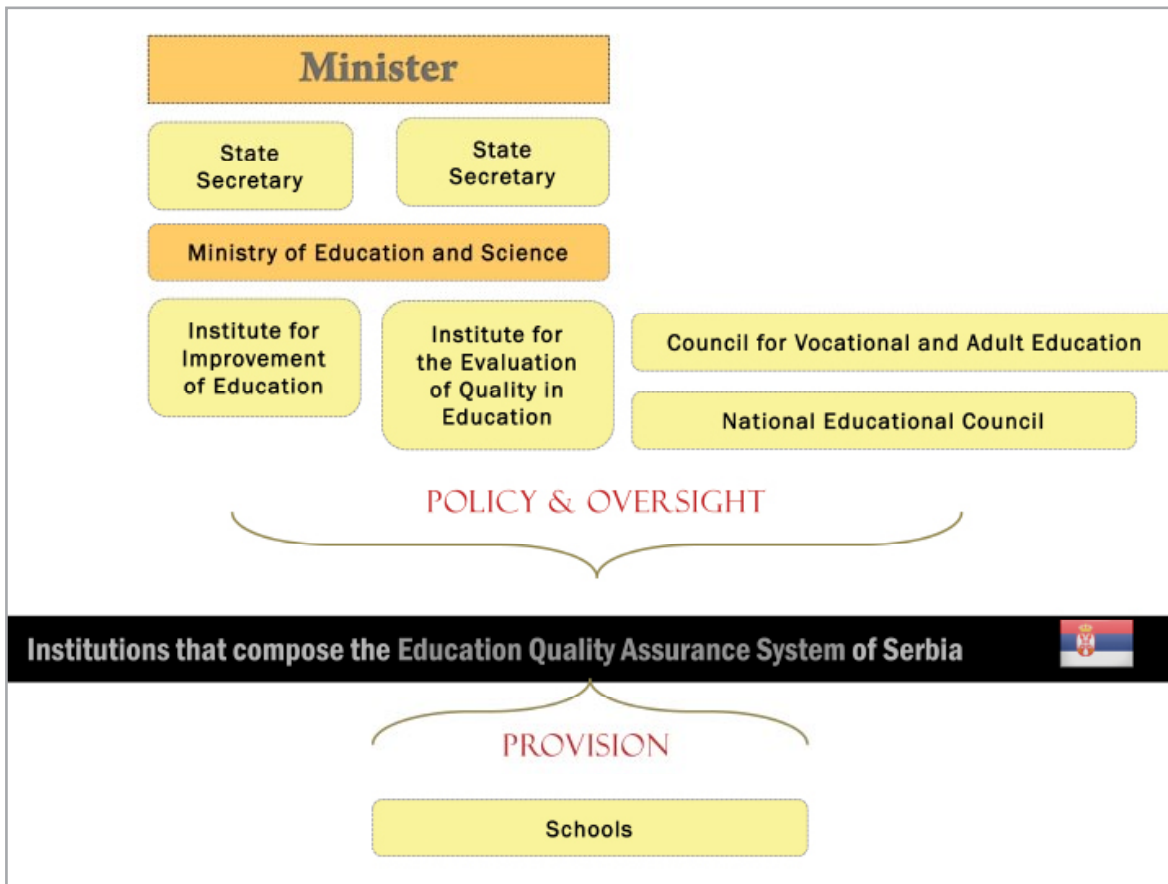 Minister
State
Secretary
State
Secretary
Ministry of Education and Science
Institute for
Improvement
of Education
Institute for
the Evaluation
of Quality in
Education
Council for Vocational and Adult Education
National Educational Council
POLICY & OVERSIGHT
Institutions that compose the Education Quality Assurance System of Serbia
PROVISION
Schools